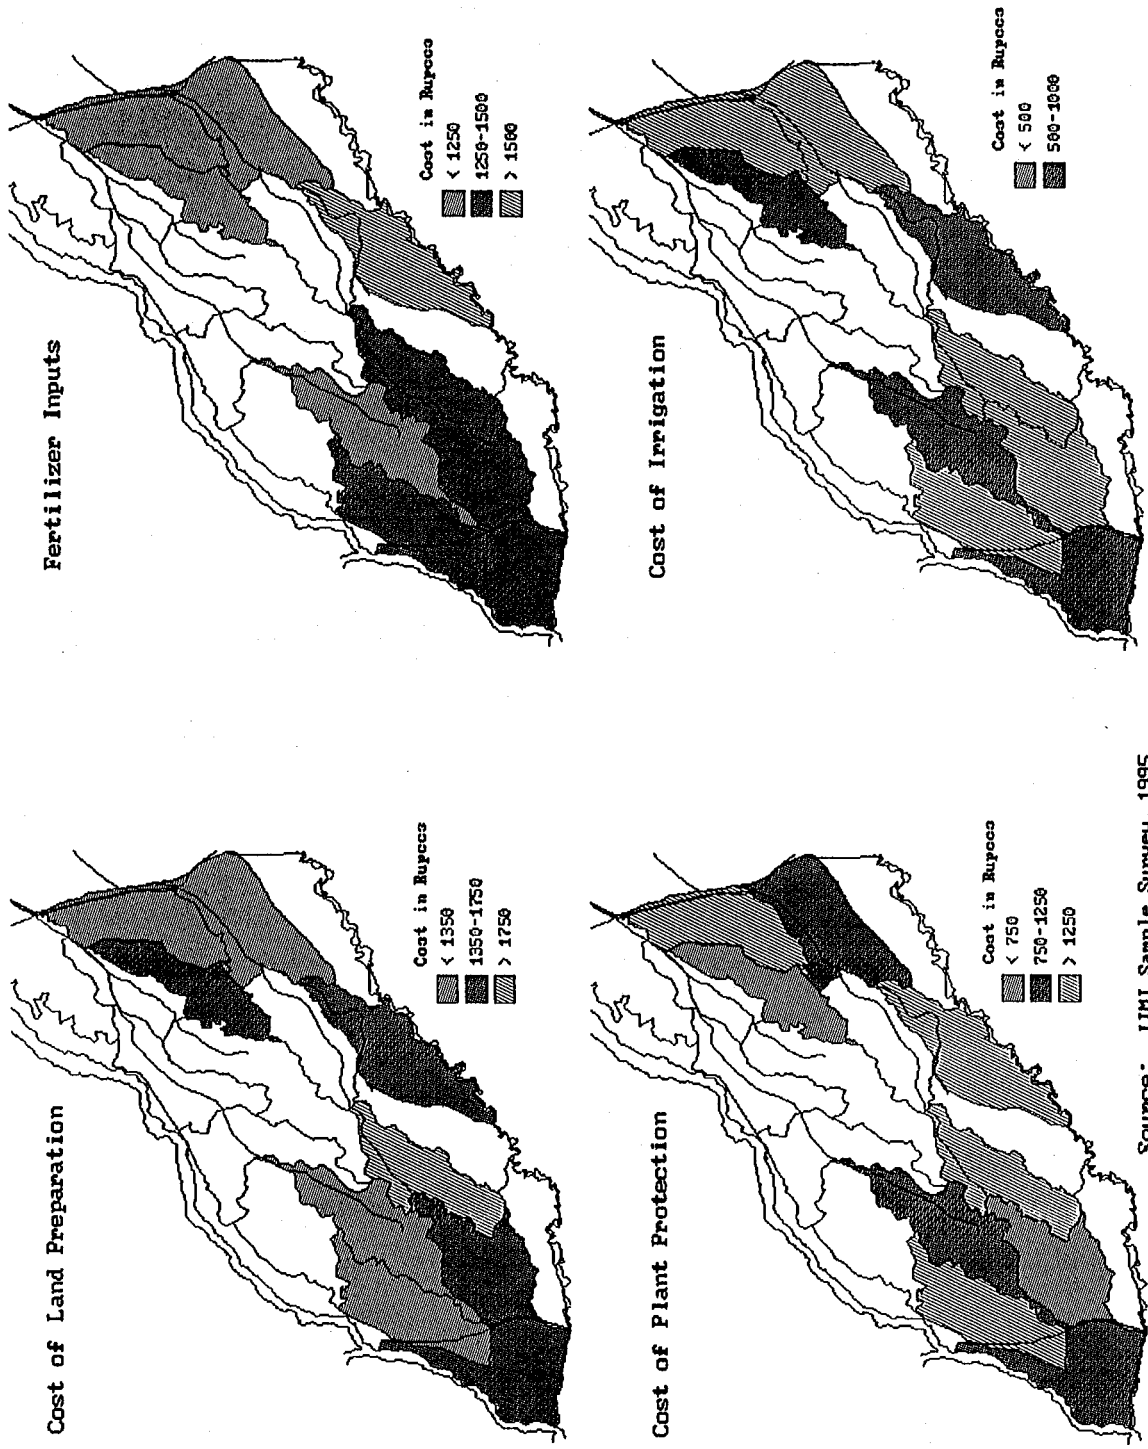 Cost of Land Preparation
Cost in Rupees
< 1350
1350-1750
> 1750
Fertilizer Inputs
Cost in Rupees
< 1250
1250-1500
> 1500
Cost of Plant Protection
Cost in Rupees
< 750
750-1250
> 1250
Cost of Irrigation
Cost in Rupees
< 500
500-1000
Source: IIMI Sample Survey, 1995